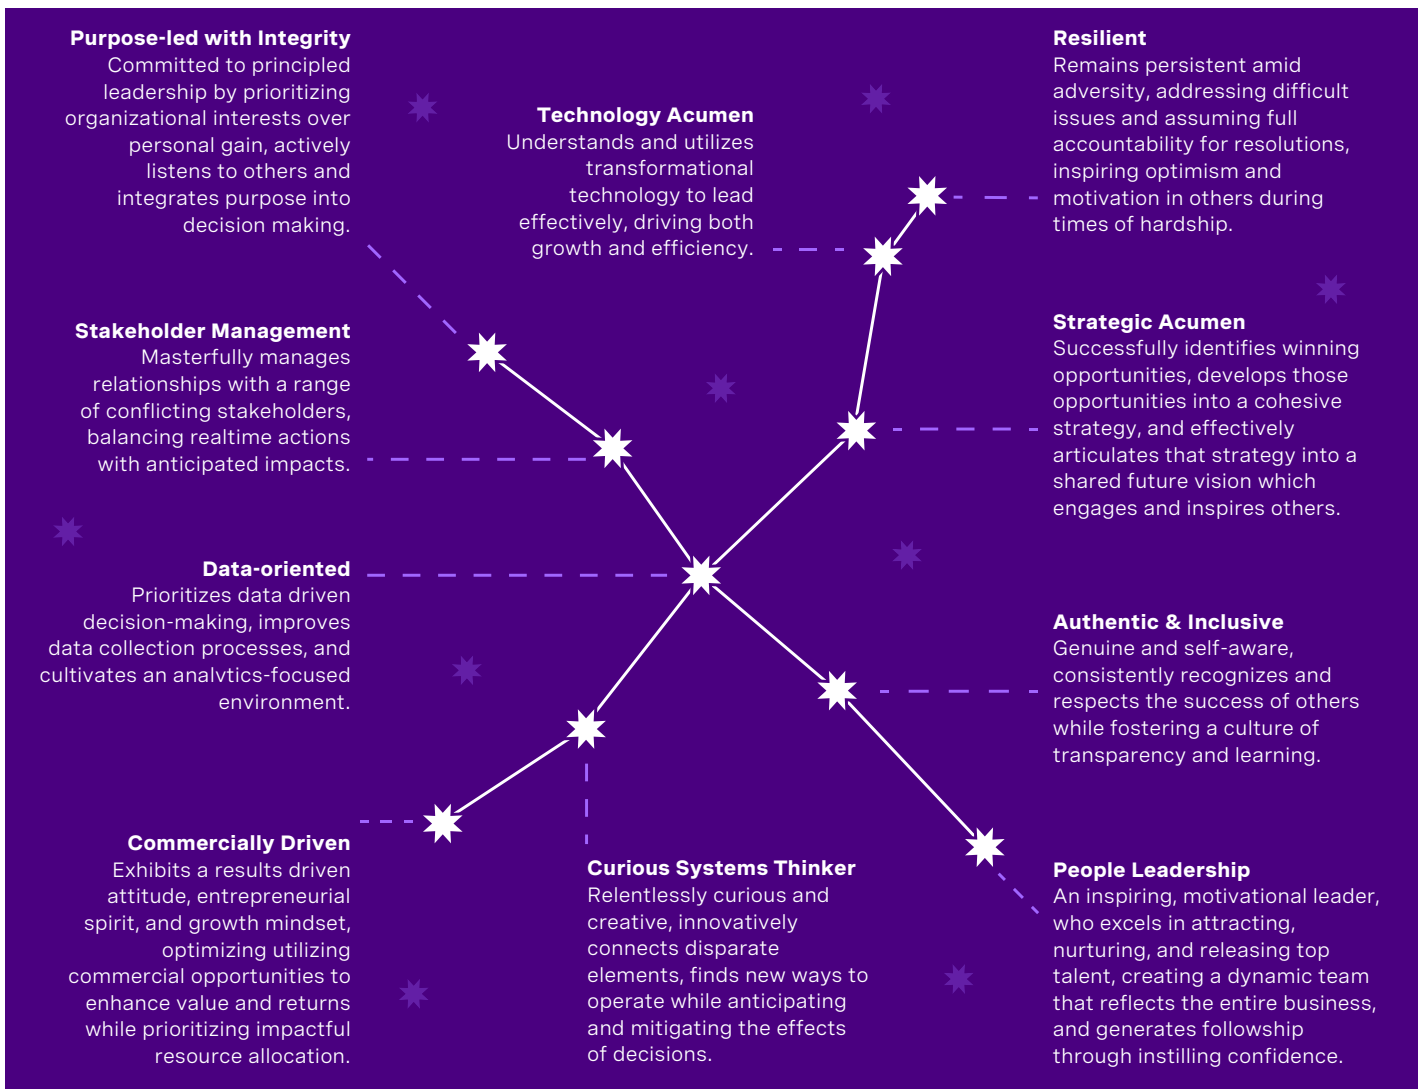 Purpose-led with Integrity
Committed to principled
leadership by prioritizing
organizational interests over
personal gain, actively
listens to others and
integrates purpose into
decision making.
Technology Acumen
Understands and utilizes
transformational
technology to lead
effectively, driving both
growth and efficiency.
Resilient
Remains persistent amid
adversity, addressing difficult
issues and assuming full
accountability for resolutions,
inspiring optimism and
motivation in others during
times of hardship.
Stakeholder Management
Masterfully manages
relationships with a range
of conflicting stakeholders,
balancing realtime actions
with anticipated impacts.
Strategic Acumen
Successfully identifies winning
opportunities, develops those
opportunities into a cohesive
strategy, and effectively
articulates that strategy into a
shared future vision which
engages and inspires others.
Data-oriented
Prioritizes data driven
decision-making, improves
data collection processes, and
cultivates an analvtics-focused
environment.
Authentic & Inclusive
Genuine and self-aware,
consistently recognizes and
respects the success of others
while fostering a culture of
transparency and learning.
Commercially Driven
Exhibits a results driven
attitude, entrepreneurial
spirit, and growth mindset,
optimizing utilizing
commercial opportunities to
enhance value and returns
while prioritizing impactful
resource allocation.
Curious Systems Thinker
Relentlessly curious and
creative, innovatively
connects disparate
elements, finds new ways to
operate while anticipating
and mitigating the effects
of decisions.
People Leadership
An inspiring, motivational leader,
who excels in attracting,
nurturing, and releasing top
talent, creating a dynamic team
that reflects the entire business,
and generates followship
through instilling confidence.